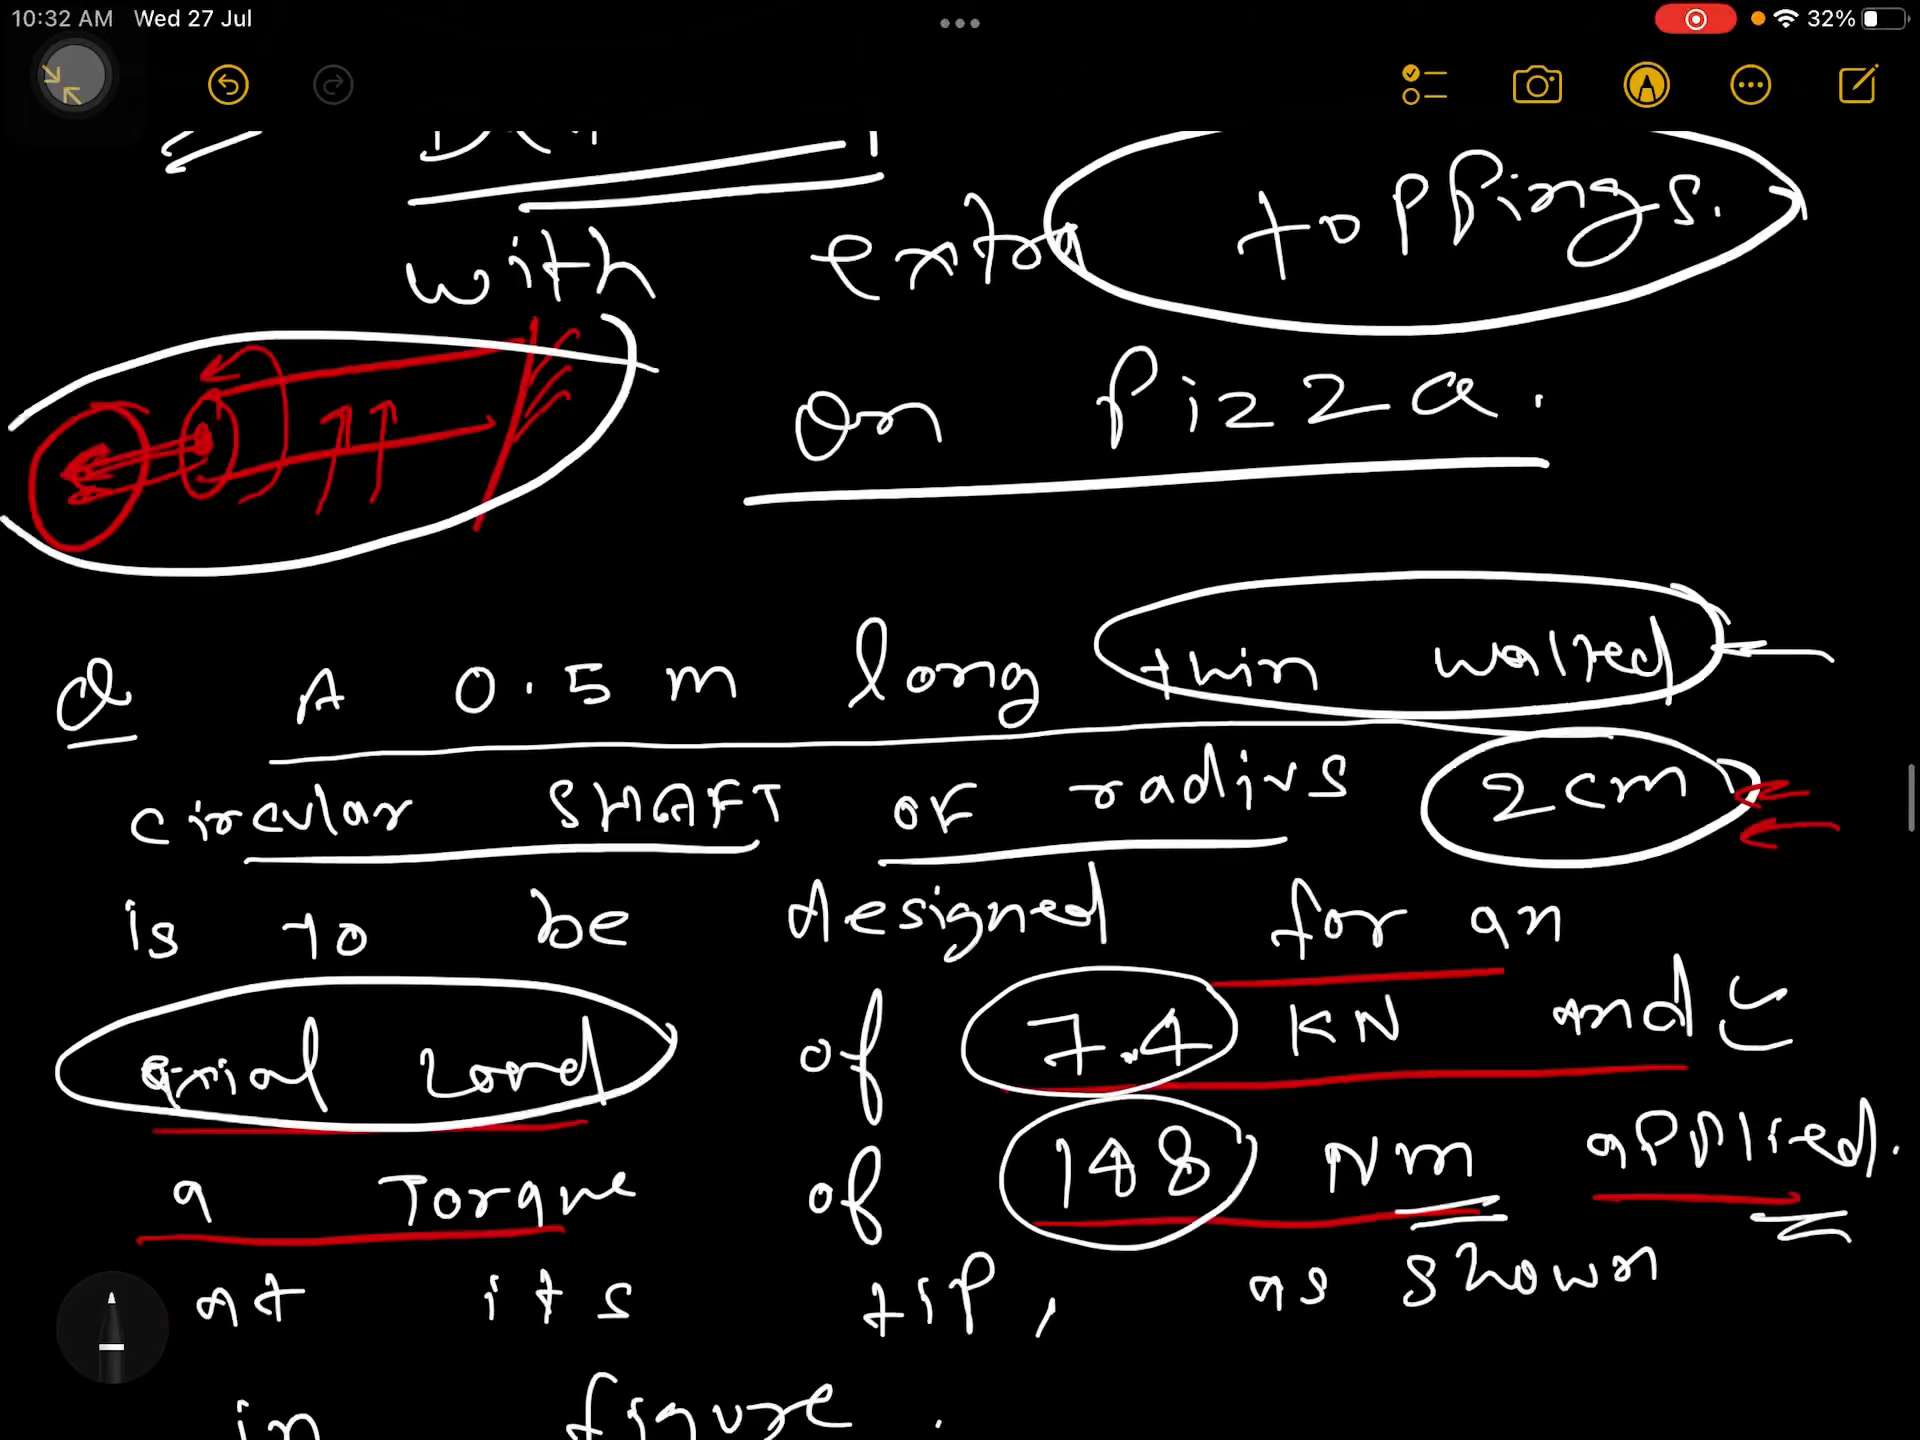 10:32 AM Wed 27 Jul
32%
with extra toppings.
on Pizza.
Q A 0.5 m long thin walled
circular SHAFT OF radius 2cm
is to be designed for an
axial load of 7.4 KN and
a Torque of 148 Nm applied.
at its tip, as shown
in figure.